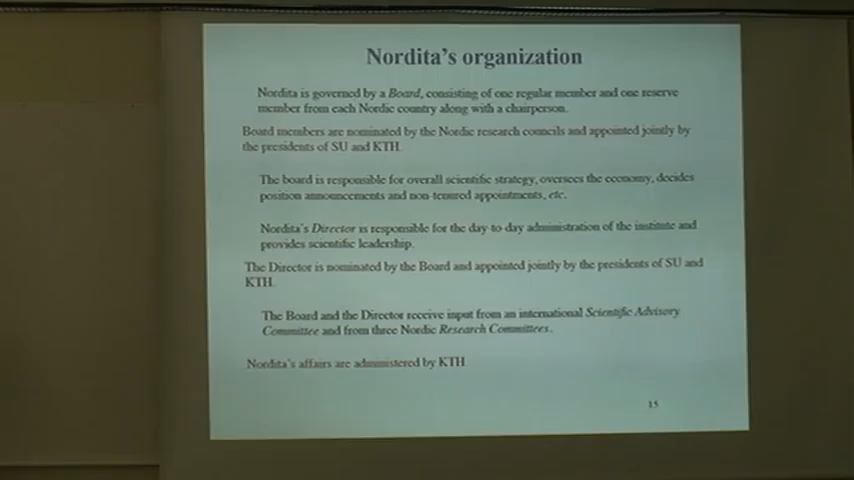 Nordita's organization
Nordita is governed by a Board, consisting of one regular member and one reserve
member from each Nordic country along with a chairperson.
Board members are nominated by the Nordic research councils and appointed jointly by
the presidents of SU and KTH.
The board is responsible for overall scientific strategy, oversees the economy, decides
position announcements and non-tenured appointments, etc.
Nordita's Director is responsible for the day to day administration of the institute and
provides scientific leadership.
The Director is nominated by the Board and appointed jointly by the presidents of SU and
KTH.
The Board and the Director receive input from an international Scientific Advisory
Committee and from three Nordic Research Committees.
Nordita's affairs are administered by KTH
15